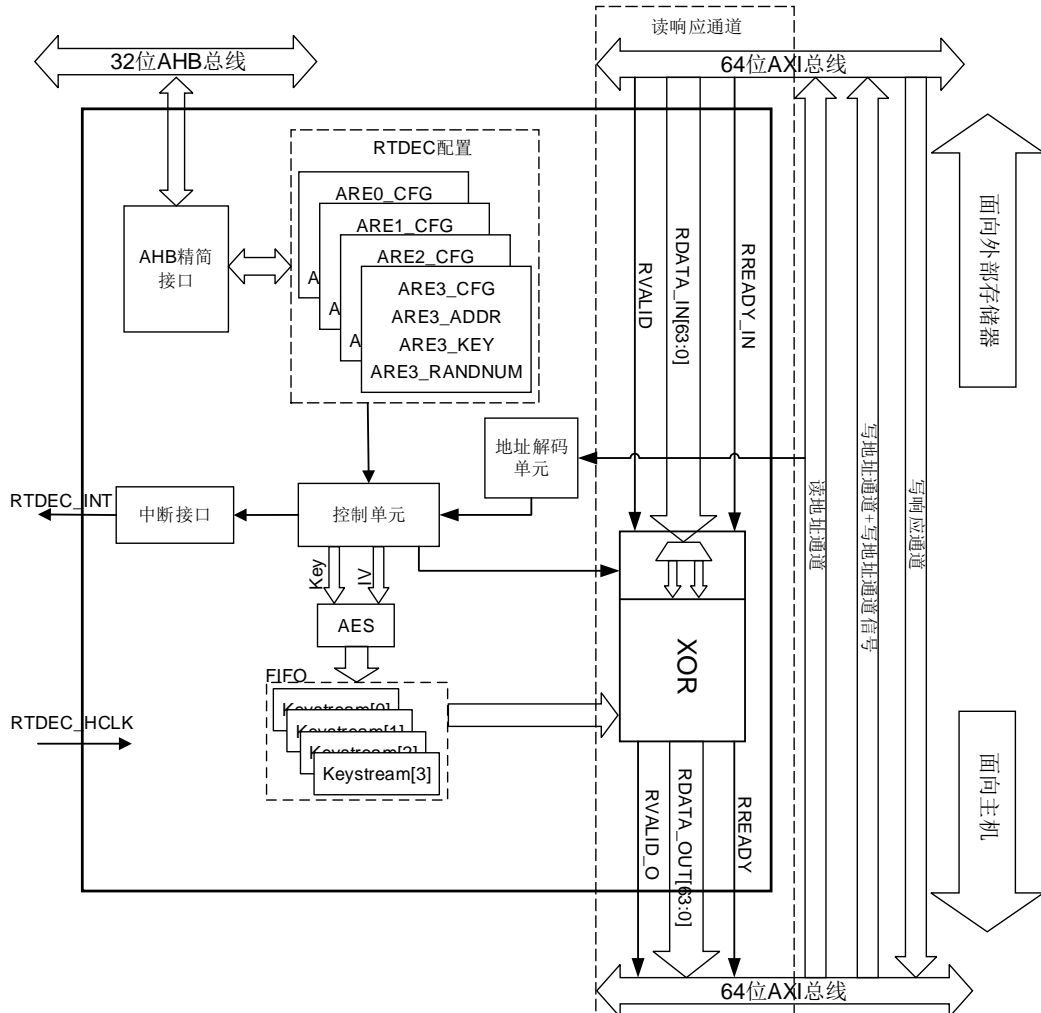 读响应通道
32位AHB总线
64位AXI总线
RTDEC配置
ARE0_CFG
ARE1_CFG
ARE2_CFG
A
A
A
ARE3_CFG
ARE3_ADDR
ARE3_KEY
ARE3_RANDNUM
AHB精简
接口
RVALID
RDATA_IN[63:0]
RREADY_IN
面向外部存储器
地址解码
单元
RTDEC_INT
中断接口
控制单元
读地址通道
写地址通道+写地址通道信号
写响应通道
Key
IV
AES
XOR
FIFO
Keystream[0]
Keystream[1]
Keystream[2]
Keystream[3]
RTDEC_HCLK
RVALID_O
RDATA_OUT[63:0]
RREADY
面向主机
64位AXI总线